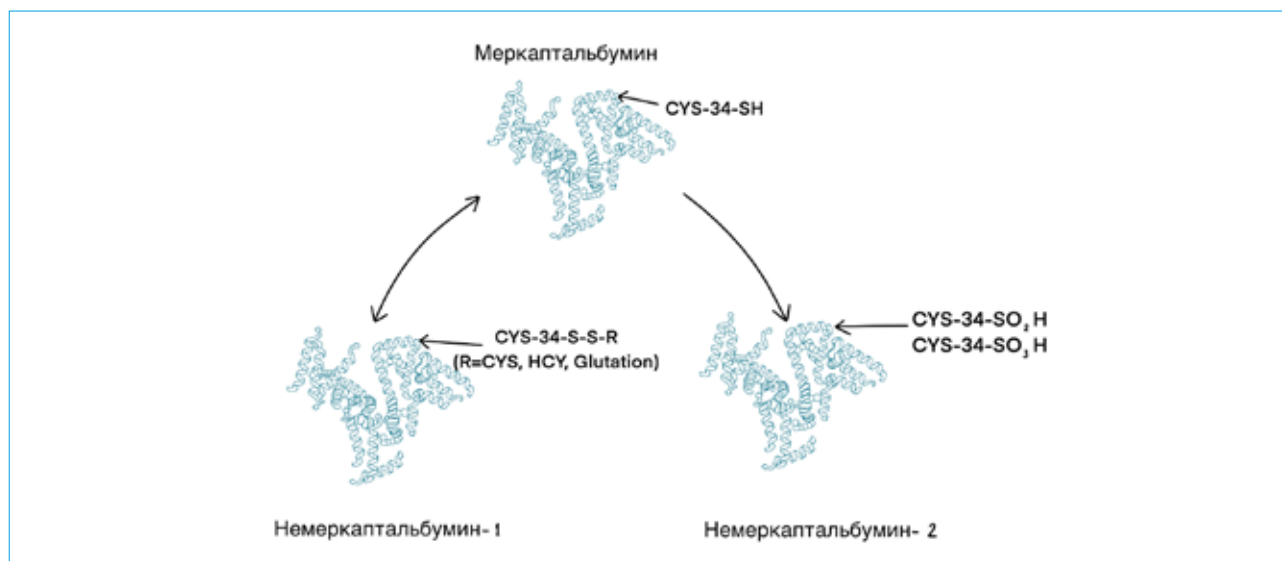 Меркаптальбумин
CYS-34-SH
CYS-34-S-S-R
(R=CYS, HCY, Glutation)
CYS-34-SO₂H
CYS-34-SO₃H
Немеркаптальбумин- 1
Немеркаптальбумин- 2